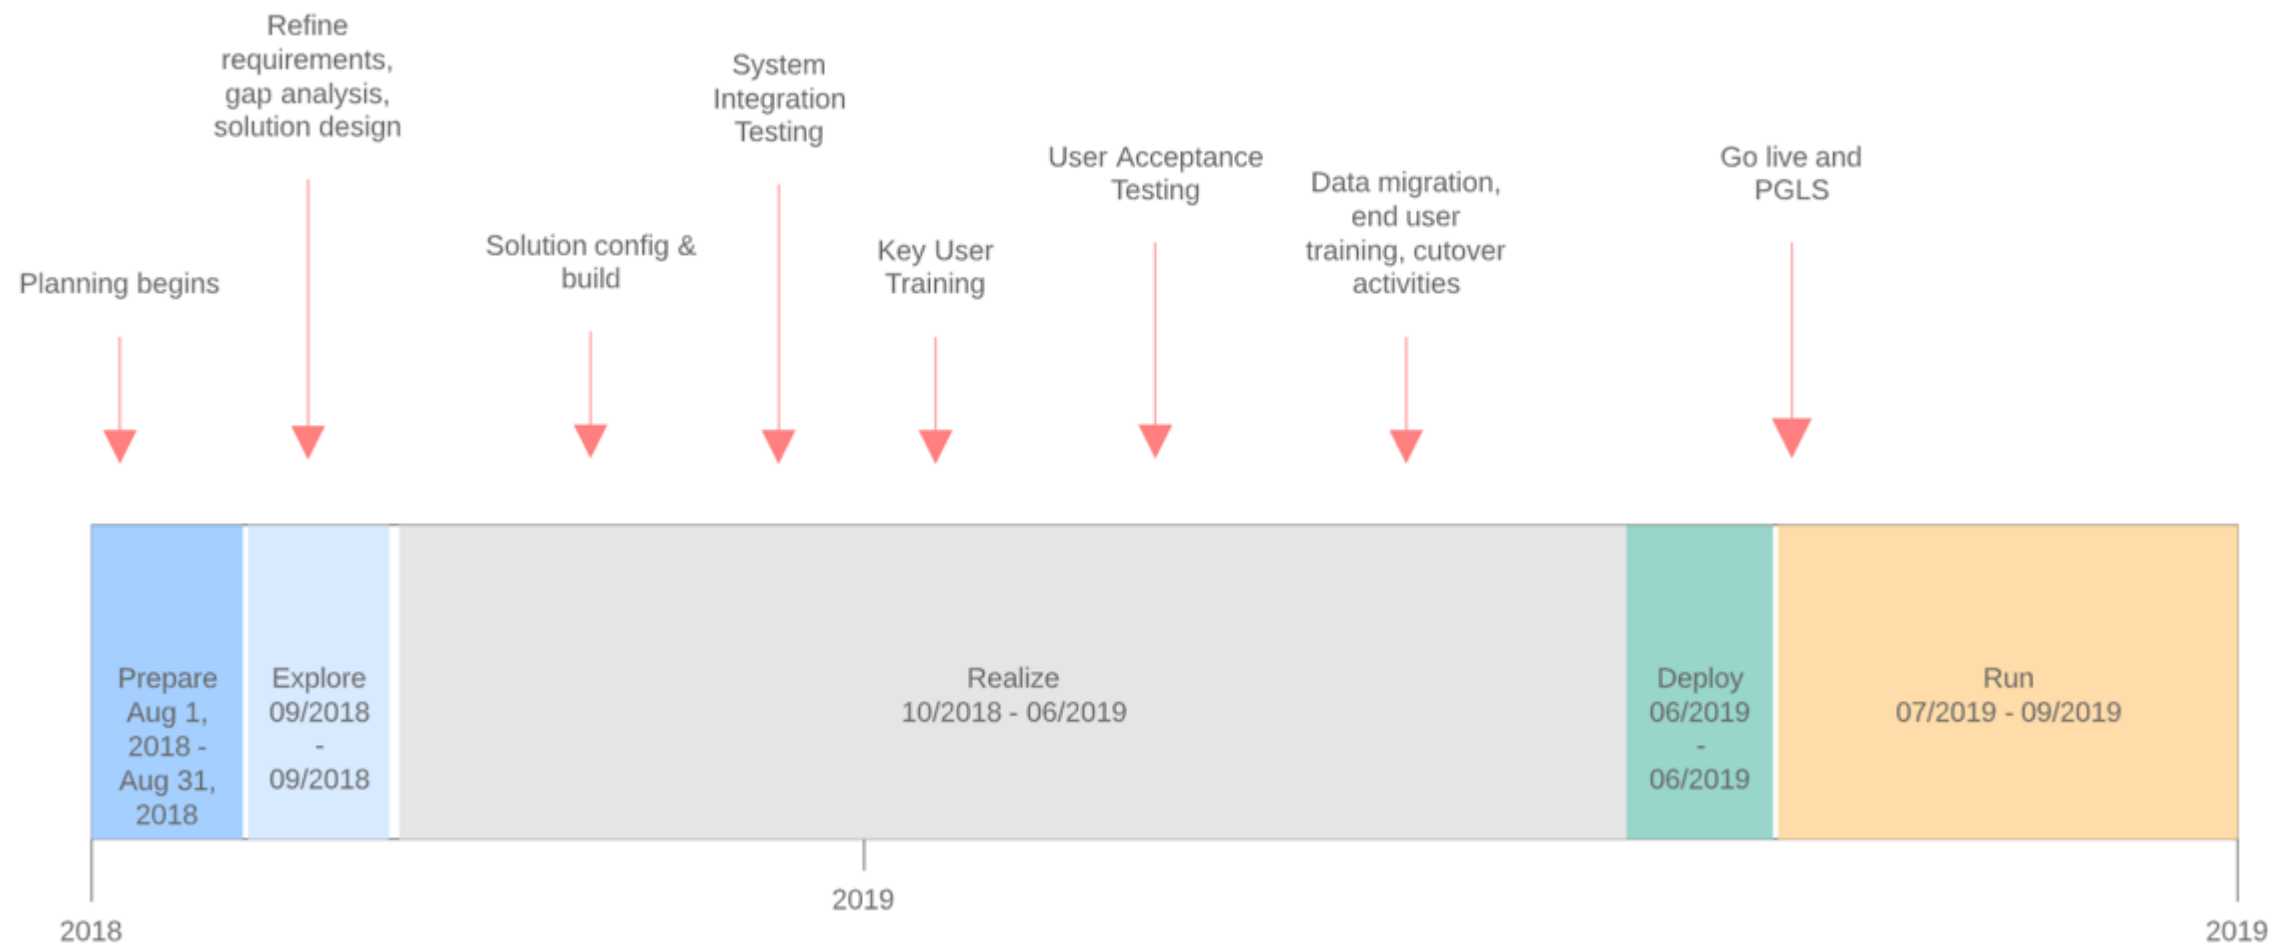 Refine
requirements,
gap analysis,
solution design
System
Integration
Testing
User Acceptance
Testing
Data migration,
end user
training, cutover
activities
Go live and
PGLS
Solution config &
build
Key User
Training
Planning begins
Prepare
Aug 1,
2018 -
Aug 31,
2018
Explore
09/2018
-
09/2018
Realize
10/2018 - 06/2019
Deploy
06/2019
-
06/2019
Run
07/2019 - 09/2019
2018
2019
2019